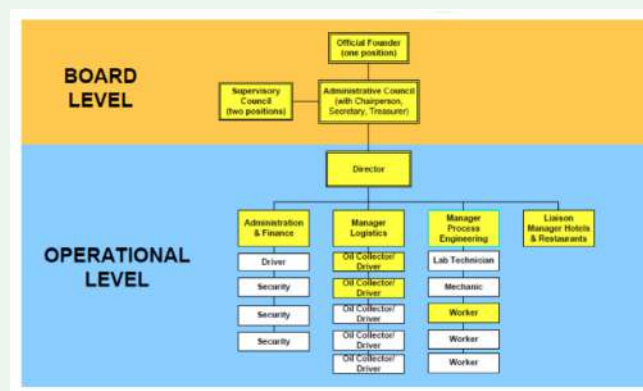 BOARD
LEVEL
Official Founder
(one position)
Supervisory
Council
(two positions)
Administrative Council
(with Chairperson,
Secretary, Treasurer)
OPERATIONAL
LEVEL
Director
Administration
& Finance
Driver
Security
Security
Security
Manager
Logistics
Oil Collector/
Driver
Oil Collector/
Driver
Oil Collector/
Driver
Oil Collector/
Driver
Oil Collector/
Driver
Manager
Process
Engineering
Lab Technician
Mechanic
Worker
Worker
Worker
Liaison
Manager Hotels
& Restaurants